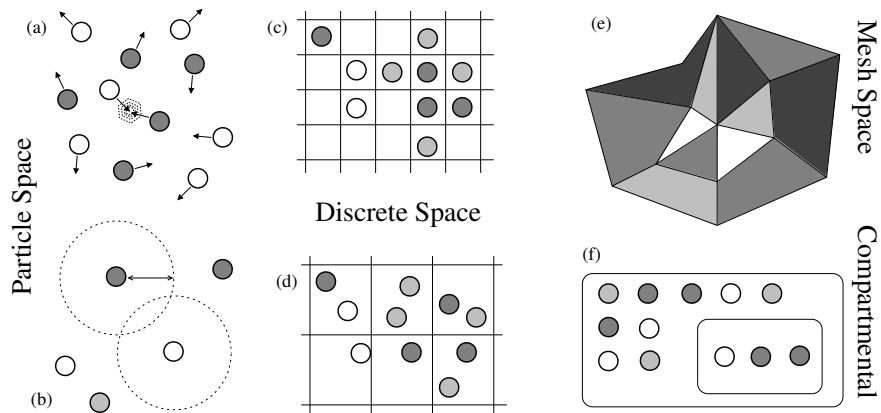 (a)
(c)
(e)
Mesh Space
Particle Space
Discrete Space
(b)
(d)
(f)
Compartmental